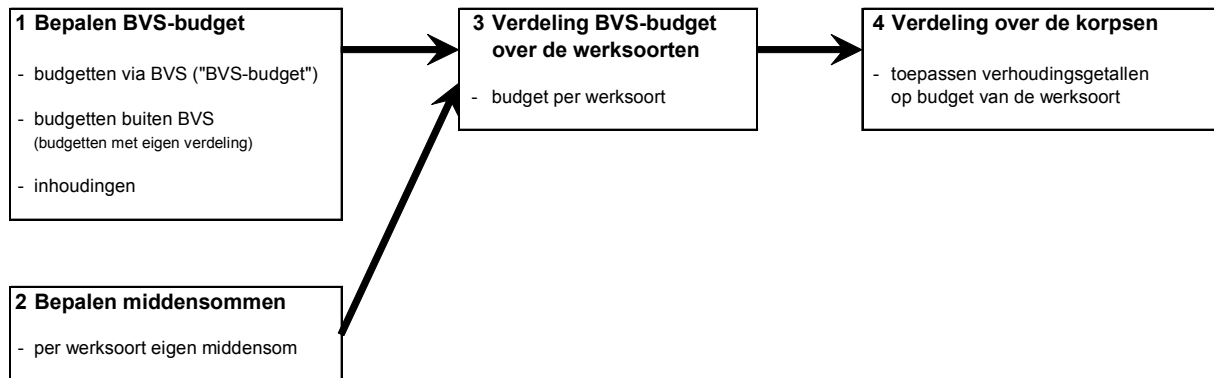 1 Bepalen BVS-budget
- budgetten via BVS ("BVS-budget")
- budgetten buiten BVS
(budgetten met eigen verdeling)
- inhoudingen
2 Bepalen middensommen
- per werksoort eigen middensom
3 Verdeling BVS-budget
over de werksoorten
- budget per werksoort
4 Verdeling over de korpsen
- toepassen verhoudingsgetallen
op budget van de werksoort